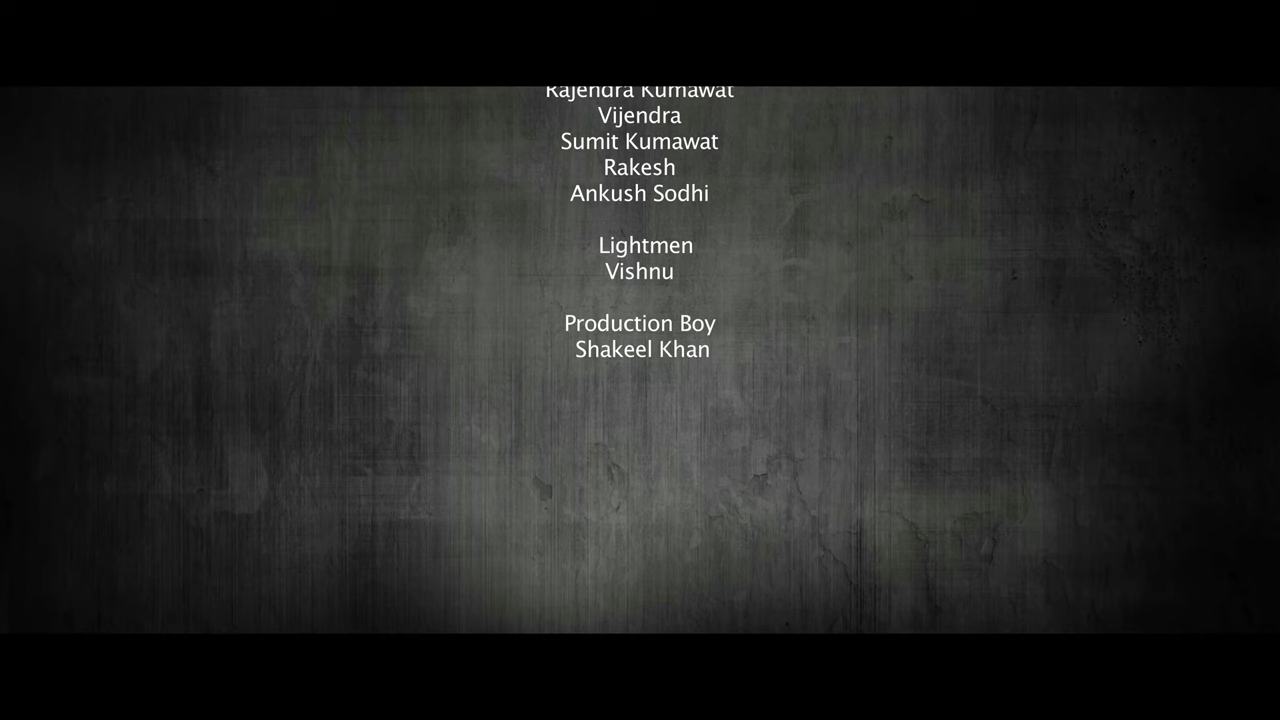 Rajendra Kumawat
Vijendra
Sumit Kumawat
Rakesh
Ankush Sodhi
Lightmen
Vishnu
Production Boy
Shakeel Khan